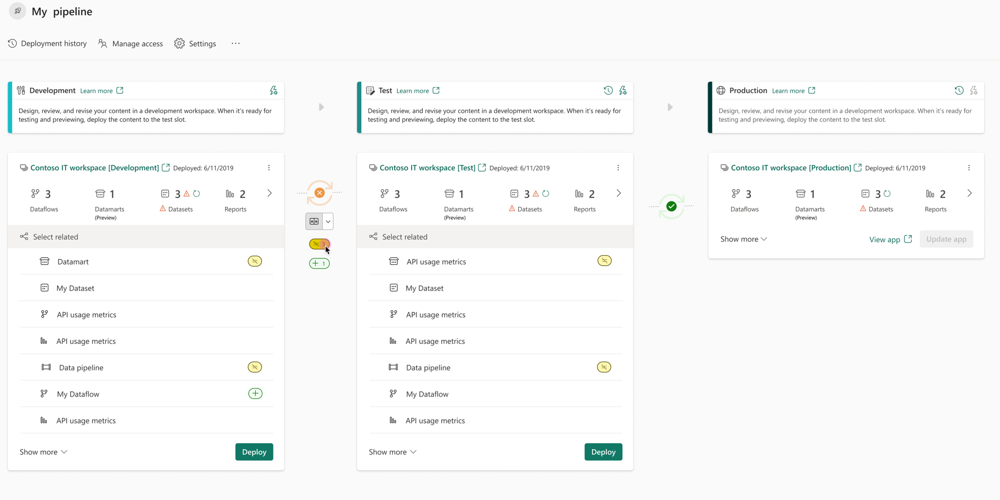 My pipeline
Deployment history
Manage access
Settings
Development Learn more
Design, review, and revise your content in a development workspace. When it’s ready for
testing and previewing, deploy the content to the test slot.
Test Learn more
Design, review, and revise your content in a development workspace. When it’s ready for
testing and previewing, deploy the content to the test slot.
Production Learn more
Design, review, and revise your content in a development workspace. When it’s ready for
testing and previewing, deploy the content to the test slot.
Contoso IT workspace [Development] Deployed: 6/11/2019
3 1 3 2
Dataflows Datamarts Datasets Reports
(Preview)
Select related
Datamart
My Dataset
API usage metrics
API usage metrics
Data pipeline
My Dataflow
API usage metrics
Show more
Deploy
3
1
Contoso IT workspace [Test] Deployed: 6/11/2019
3 1 3 2
Dataflows Datamarts Datasets Reports
(Preview)
Select related
API usage metrics
My Dataset
API usage metrics
API usage metrics
Data pipeline
My Dataflow
API usage metrics
Show more
Deploy
Contoso IT workspace [Production] Deployed: 6/11/2019
3 1 3 2
Dataflows Datamarts Datasets Reports
(Preview)
Show more
View app
Update app